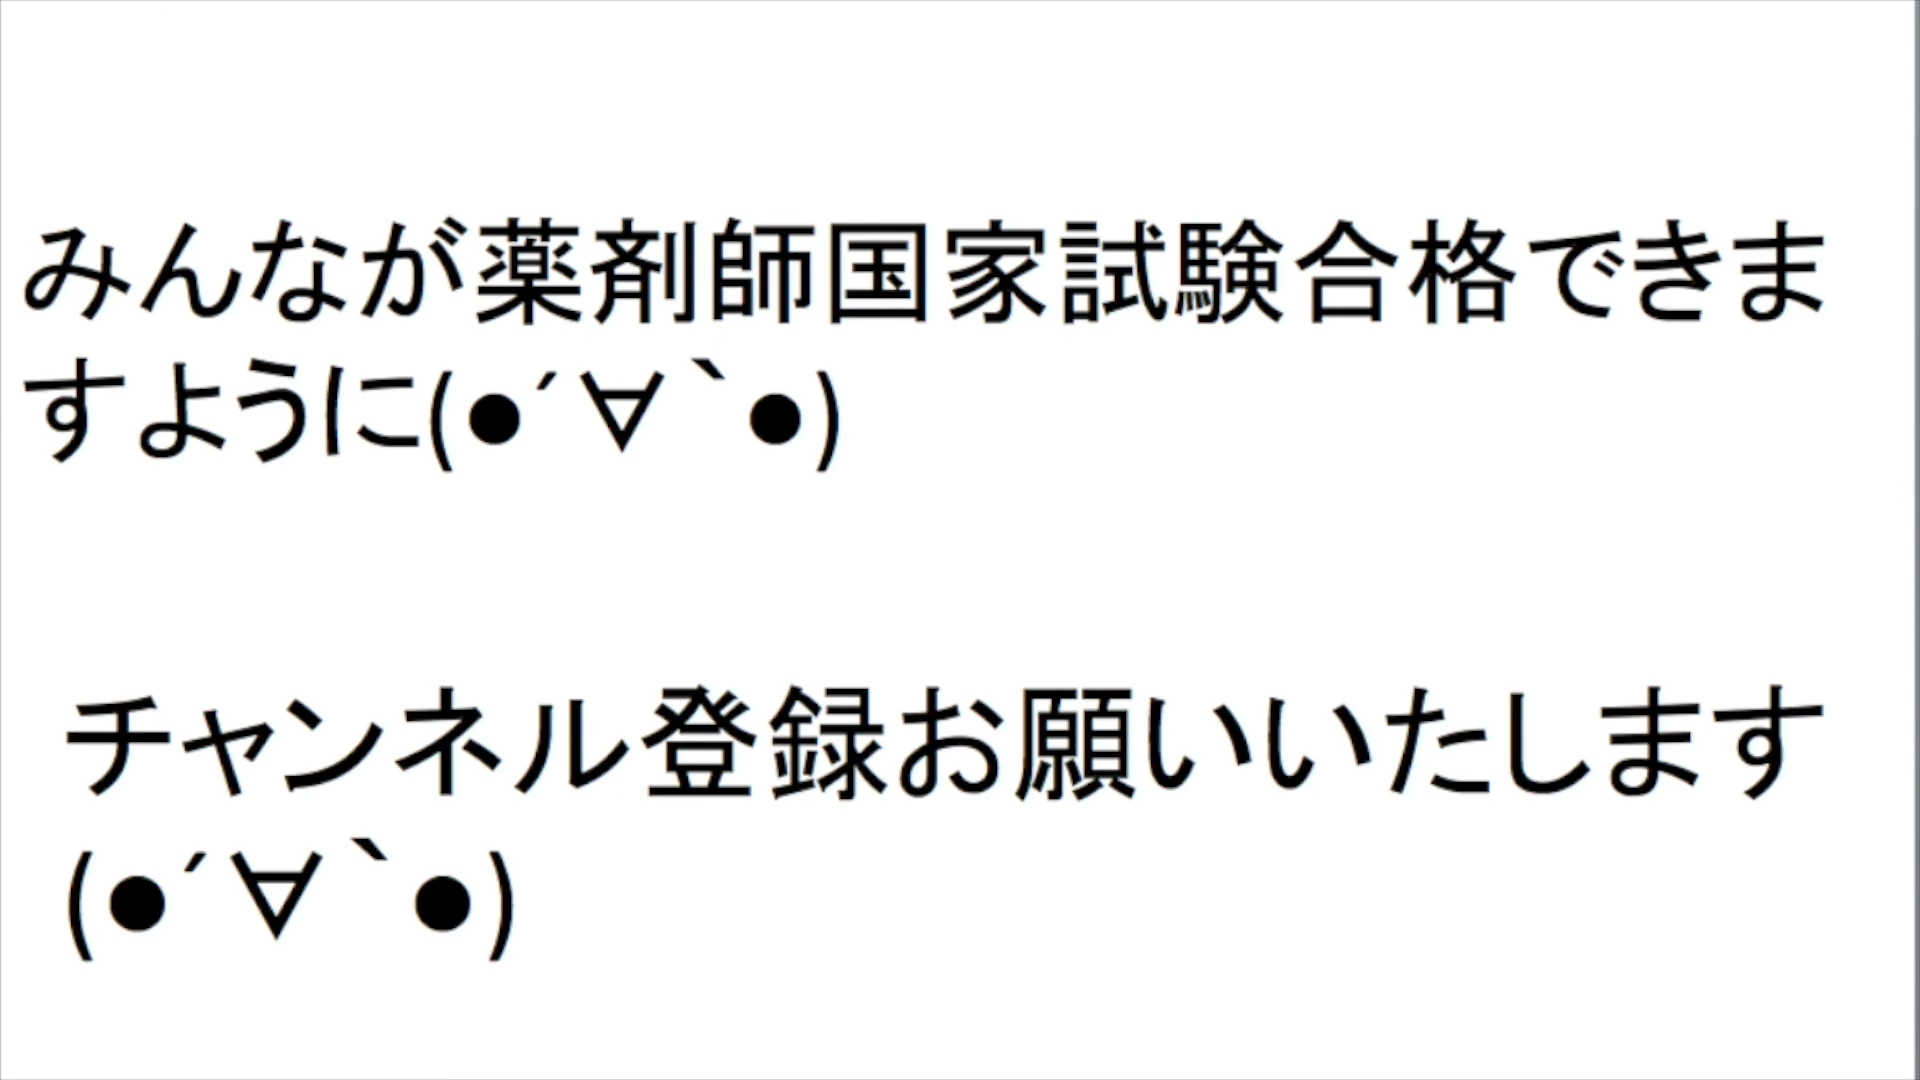 みんなが薬剤師国家試験合格できま
すように(●´∀`●)
チャンネル登録お願いいたします
(●´∀`●)